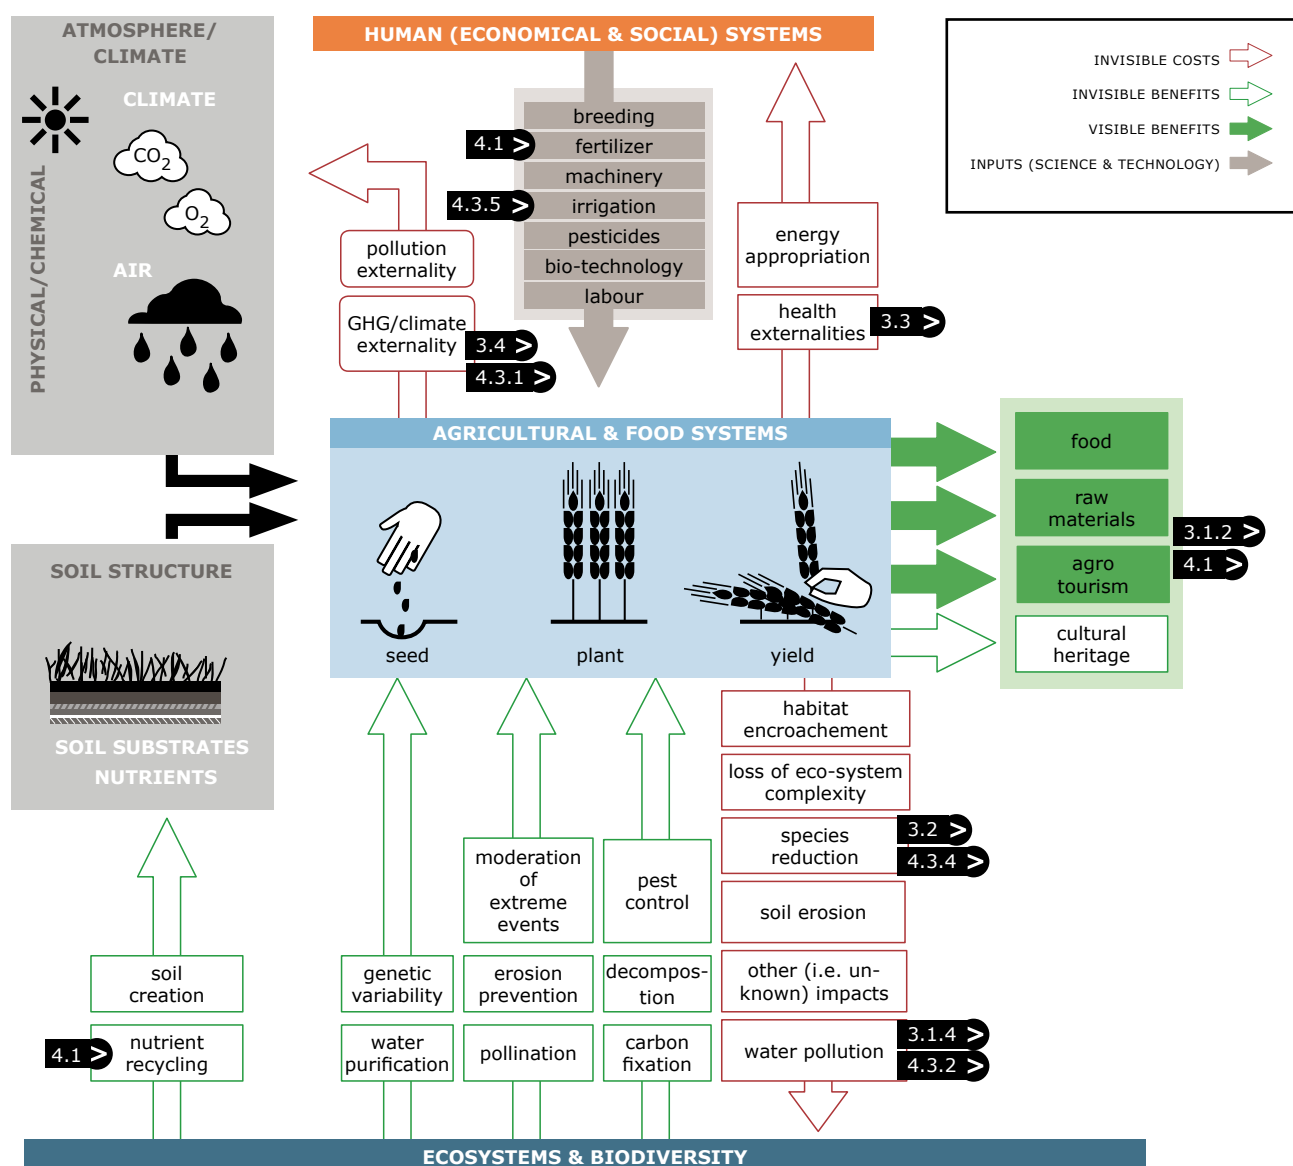 ATMOSPHERE/
CLIMATE
CLIMATE
CO2
O2
AIR
PHYSICAL/CHEMICAL
HUMAN (ECONOMICAL & SOCIAL) SYSTEMS
breeding
4.1 >
fertilizer
machinery
4.3.5 >
irrigation
pesticides
bio-technology
labour
INVISIBLE COSTS
INVISIBLE BENEFITS
VISIBLE BENEFITS
INPUTS (SCIENCE & TECHNOLOGY)
pollution
externality
GHG/climate
externality
3.4 >
4.3.1 >
energy
appropriation
health
externalities
3.3 >
AGRICULTURAL & FOOD SYSTEMS
seed
plant
yield
food
raw
materials
agro
tourism
cultural
heritage
3.1.2 >
4.1 >
SOIL STRUCTURE
SOIL SUBSTRATES
NUTRIENTS
soil
creation
4.1 >
nutrient
recycling
genetic
variability
water
purification
moderation
of
extreme
events
erosion
prevention
pollination
pest
control
decompos-
tion
carbon
fixation
habitat
encroachement
loss of eco-system
complexity
species
reduction
3.2 >
4.3.4 >
soil erosion
other (i.e. un-
known) impacts
water pollution
3.1.4 >
4.3.2 >
ECOSYSTEMS & BIODIVERSITY